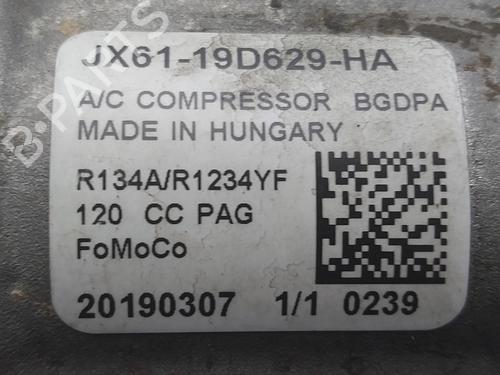 JX61-19D629-HA
A/C COMPRESSOR BGDPA
MADE IN HUNGARY
R134A/R1234YF
120 CC PAG
FoMoCo
20190307 1/1 0239
B-PARTS